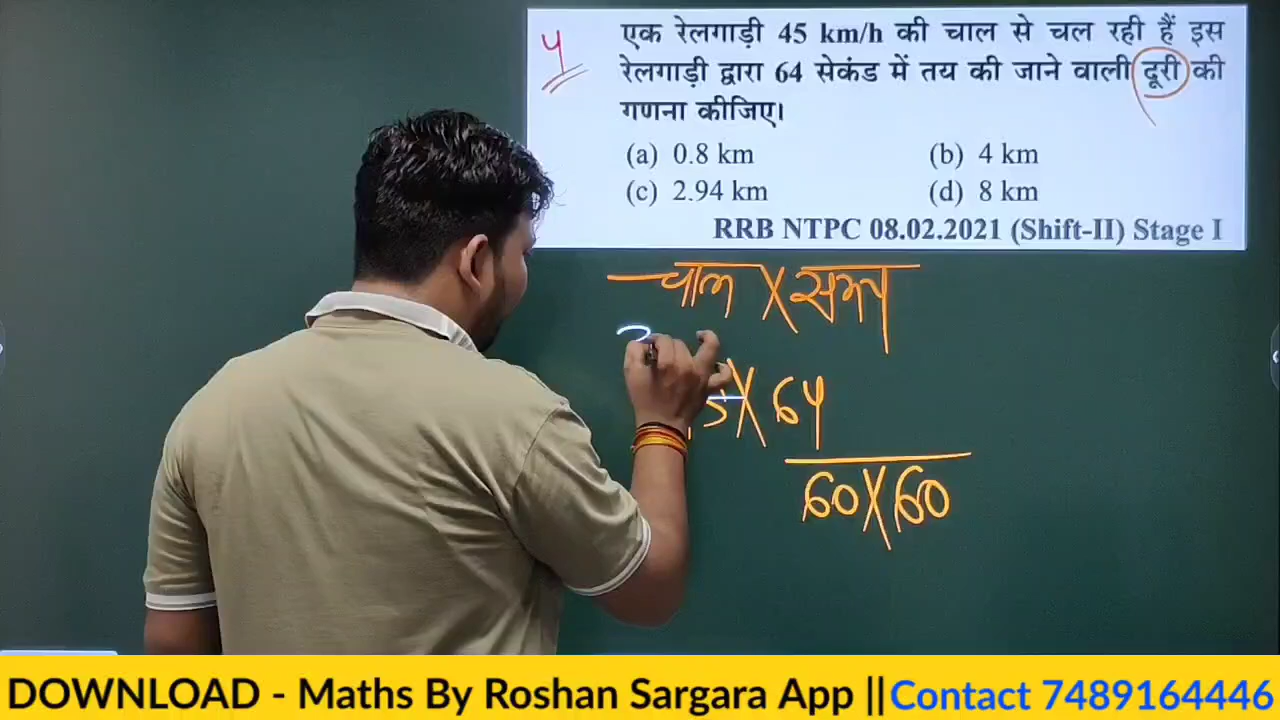 4
एक रेलगाड़ी 45 km/h की चाल से चल रही हैं इस
रेलगाड़ी द्वारा 64 सेकंड में तय की जाने वाली दूरी की
गणना कीजिए।
(a) 0.8 km (b) 4 km
(c) 2.94 km (d) 8 km
RRB NTPC 08.02.2021 (Shift-II) Stage I
चाल X समय
5 X 64
60 X 60
DOWNLOAD - Maths By Roshan Sargara App || Contact 7489164446